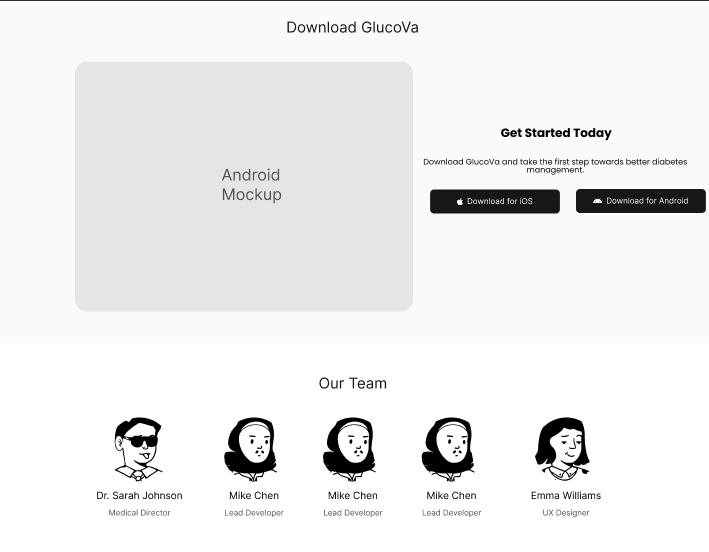 Download GlucoVa
Android
Mockup
Get Started Today
Download GlucoVa and take the first step towards better diabetes
management.
Download for iOS
Download for Android
Our Team
Dr. Sarah Johnson
Medical Director
Mike Chen
Lead Developer
Mike Chen
Lead Developer
Mike Chen
Lead Developer
Emma Williams
UX Designer